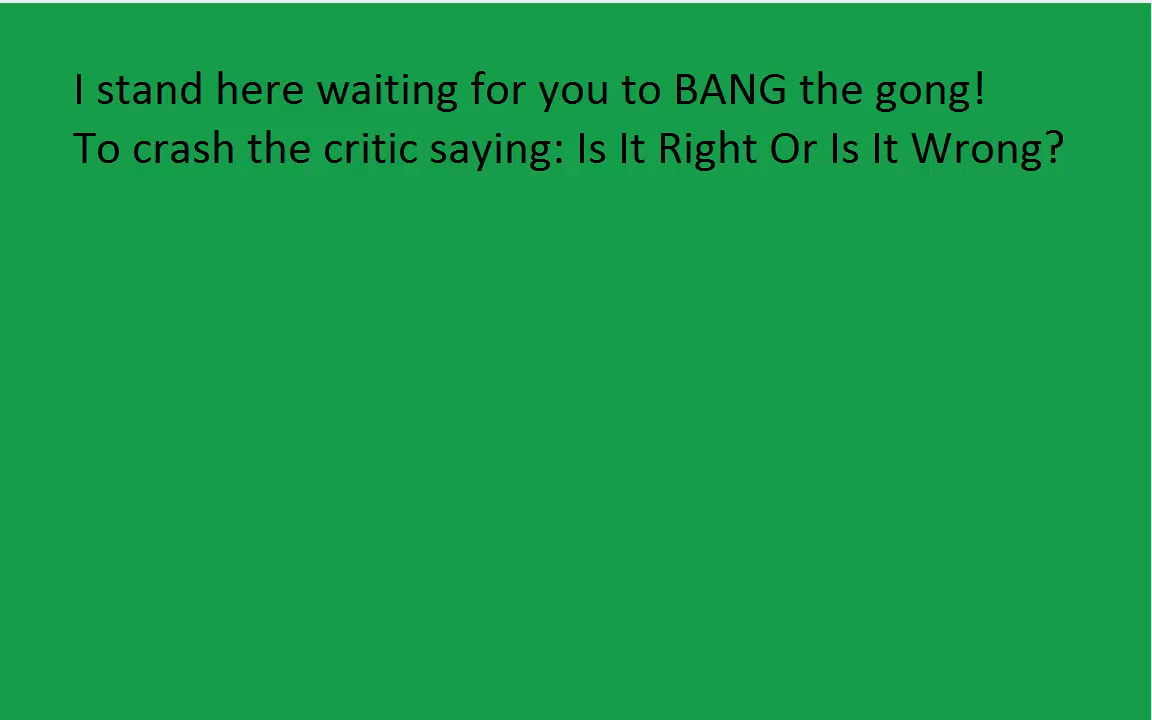 I stand here waiting for you to BANG the gong!
To crash the critic saying: Is It Right Or Is It Wrong?